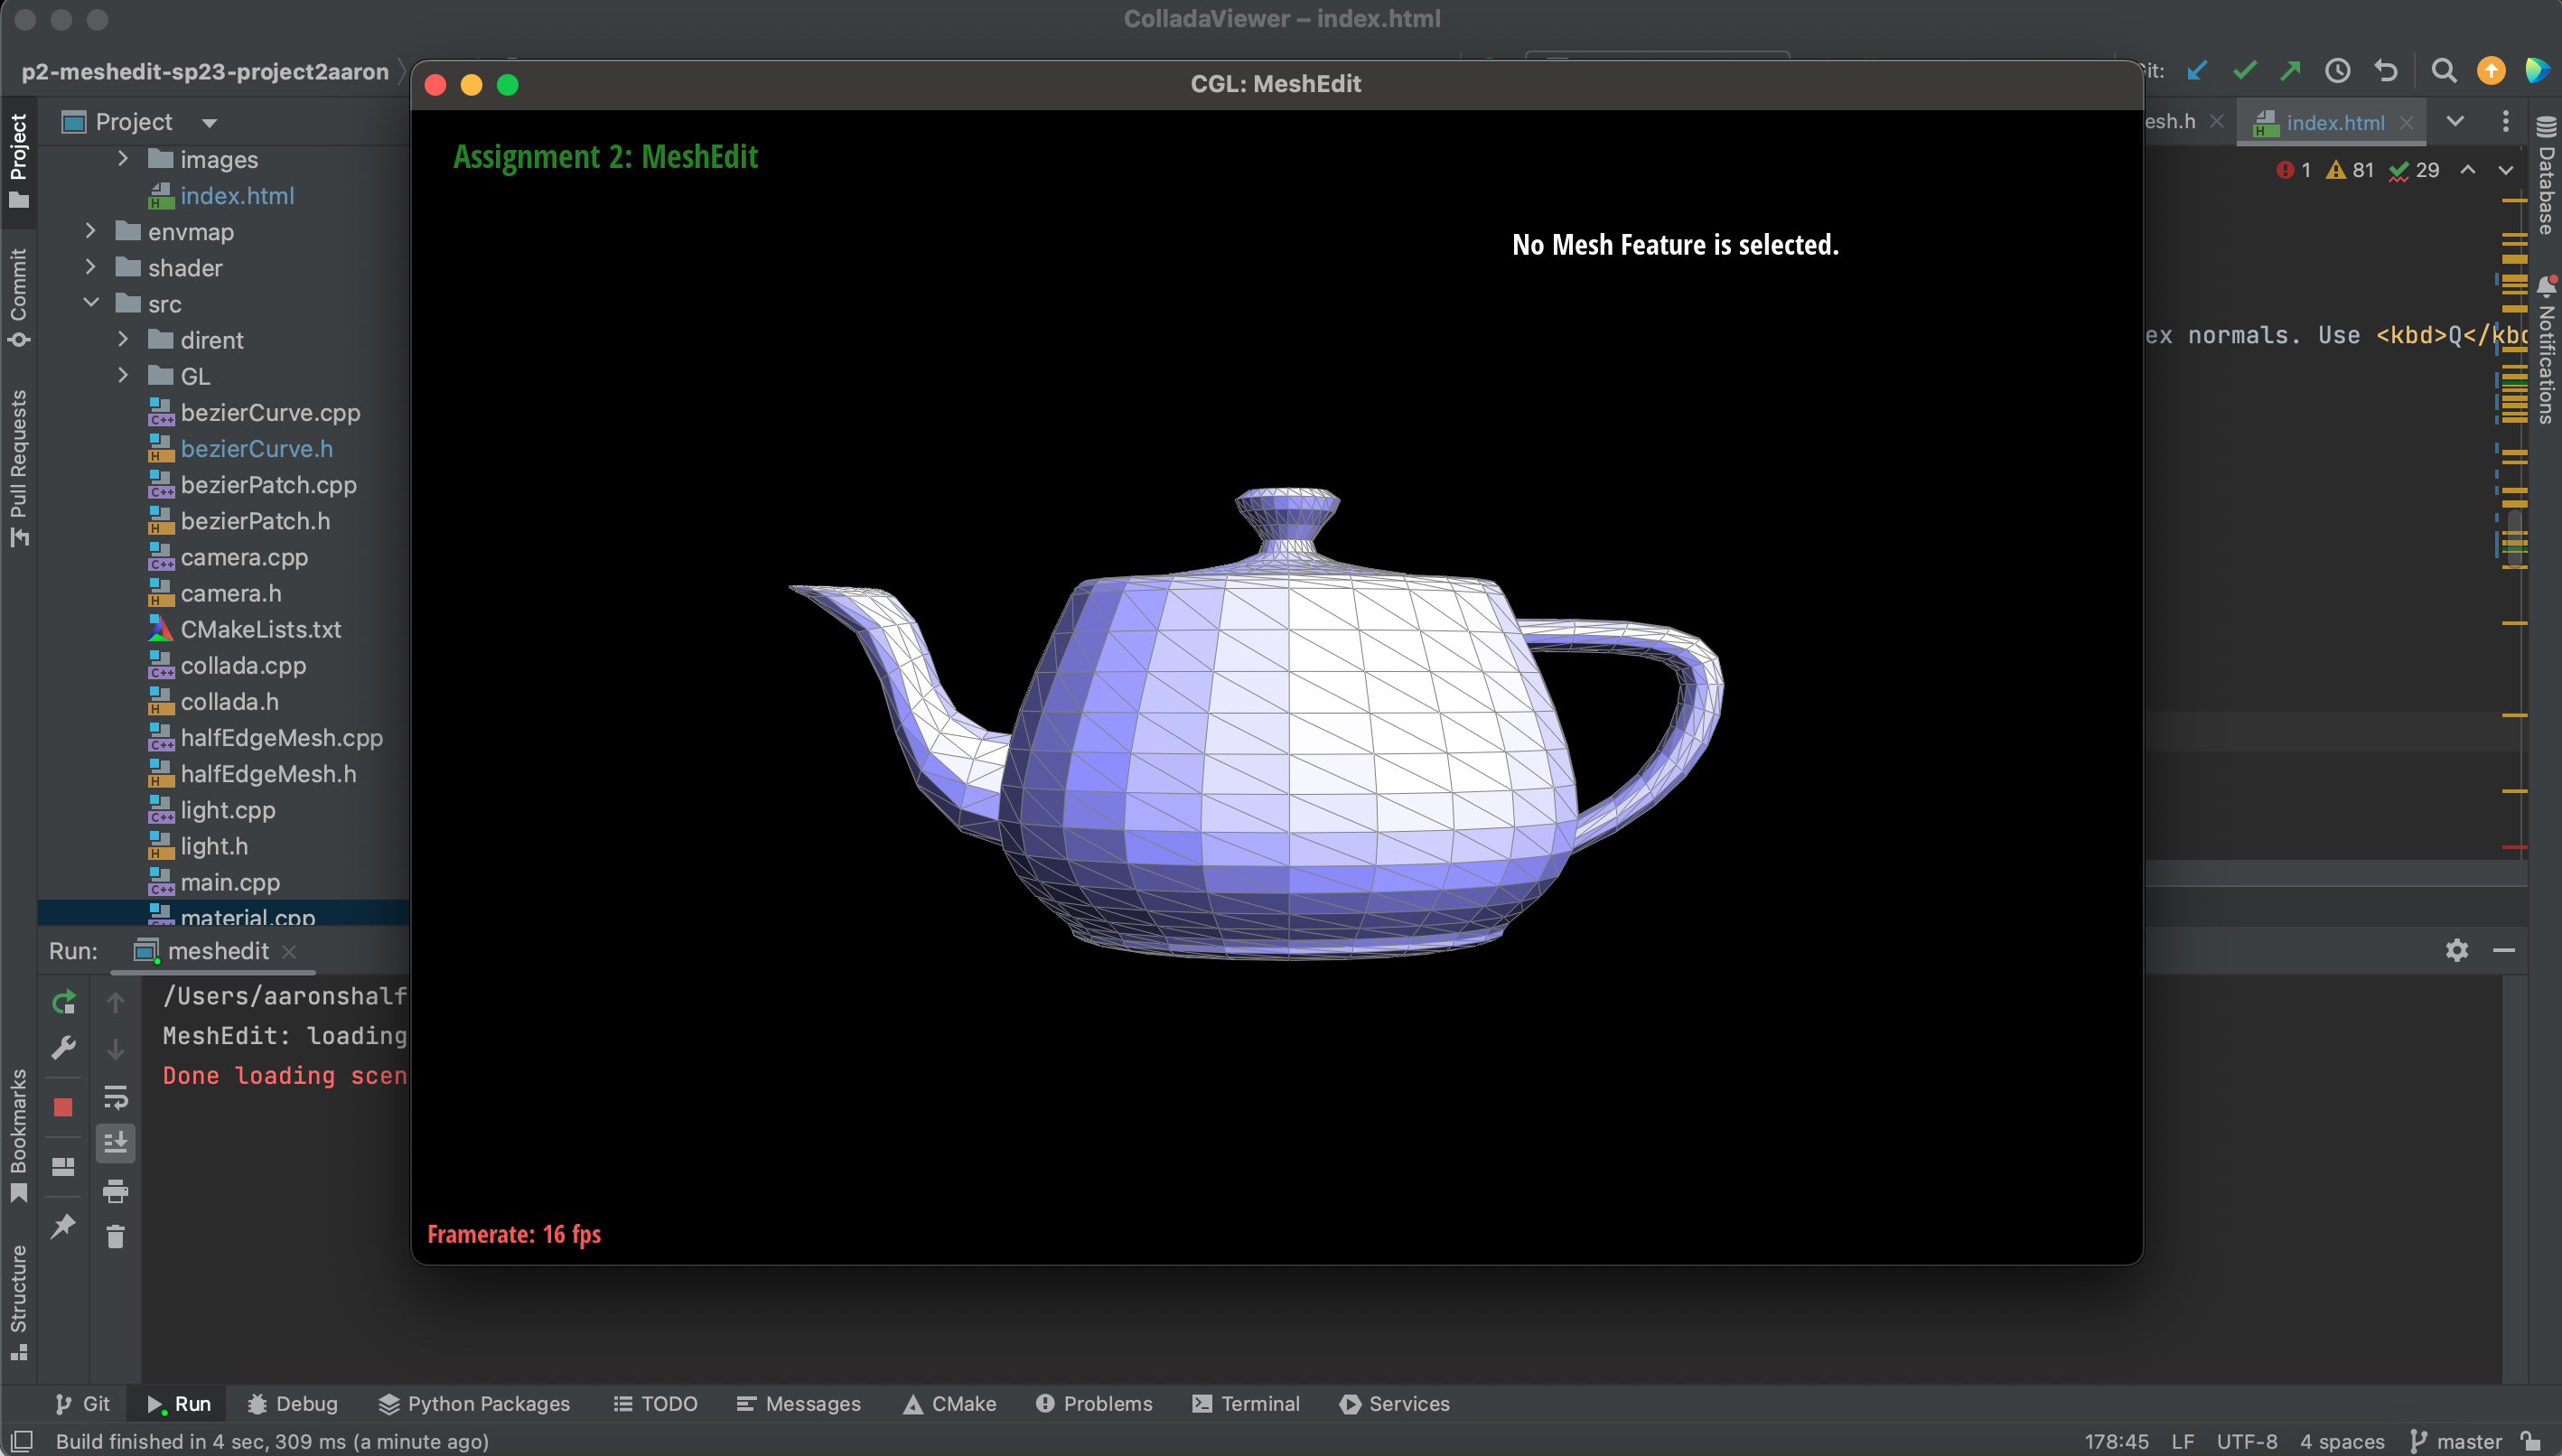 ColladaViewer – index.html
p2-meshedit-sp23-project2aaron
CGL: MeshEdit
Git:
Project
Project
Commit
Pull Requests
Bookmarks
Structure
images
index.html
envmap
shader
src
dirent
GL
bezierCurve.cpp
bezierCurve.h
bezierPatch.cpp
bezierPatch.h
camera.cpp
camera.h
CMakeLists.txt
collada.cpp
collada.h
halfEdgeMesh.cpp
halfEdgeMesh.h
light.cpp
light.h
main.cpp
material.cpp
Assignment 2: MeshEdit
No Mesh Feature is selected.
Framerate: 16 fps
esh.h
index.html
1 81 29
ex normals. Use <kbd>Q</kbd
Database
Notifications
Run: meshedit
/Users/aaronshalf
MeshEdit: loading
Done loading scen
Git Run Debug Python Packages TODO Messages CMake Problems Terminal Services
Build finished in 4 sec, 309 ms (a minute ago)
178:45 LF UTF-8 4 spaces master